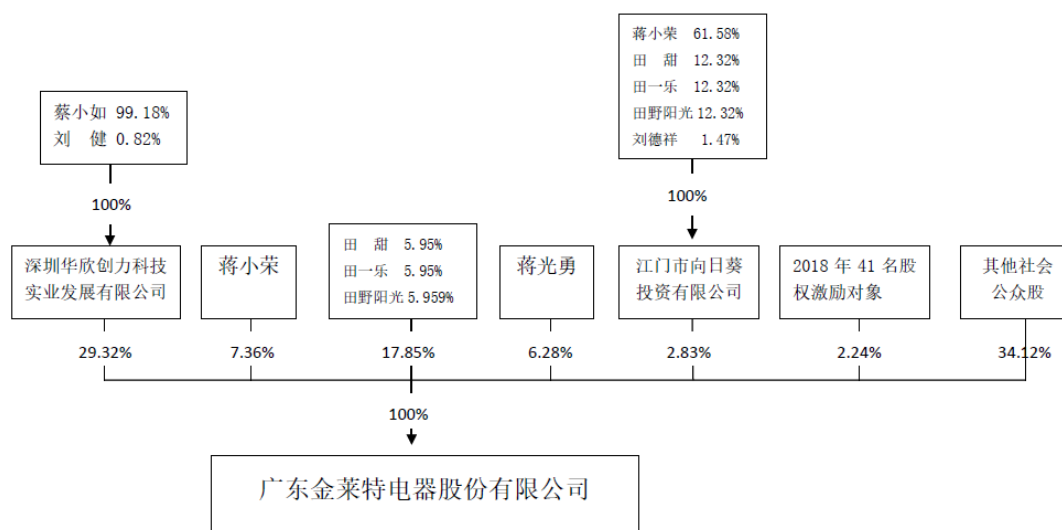 蒋小荣 61.58%
田 甜 12.32%
田一乐 12.32%
田野阳光 12.32%
刘德祥 1.47%
蔡小如 99.18%
刘 健 0.82%
100%
100%
深圳华欣创力科技
实业发展有限公司
蒋小荣
田 甜 5.95%
田一乐 5.95%
田野阳光 5.959%
蒋光勇
江门市向日葵
投资有限公司
2018 年 41 名股
权激励对象
其他社会
公众股
29.32%
7.36%
17.85%
6.28%
2.83%
2.24%
34.12%
100%
广东金莱特电器股份有限公司